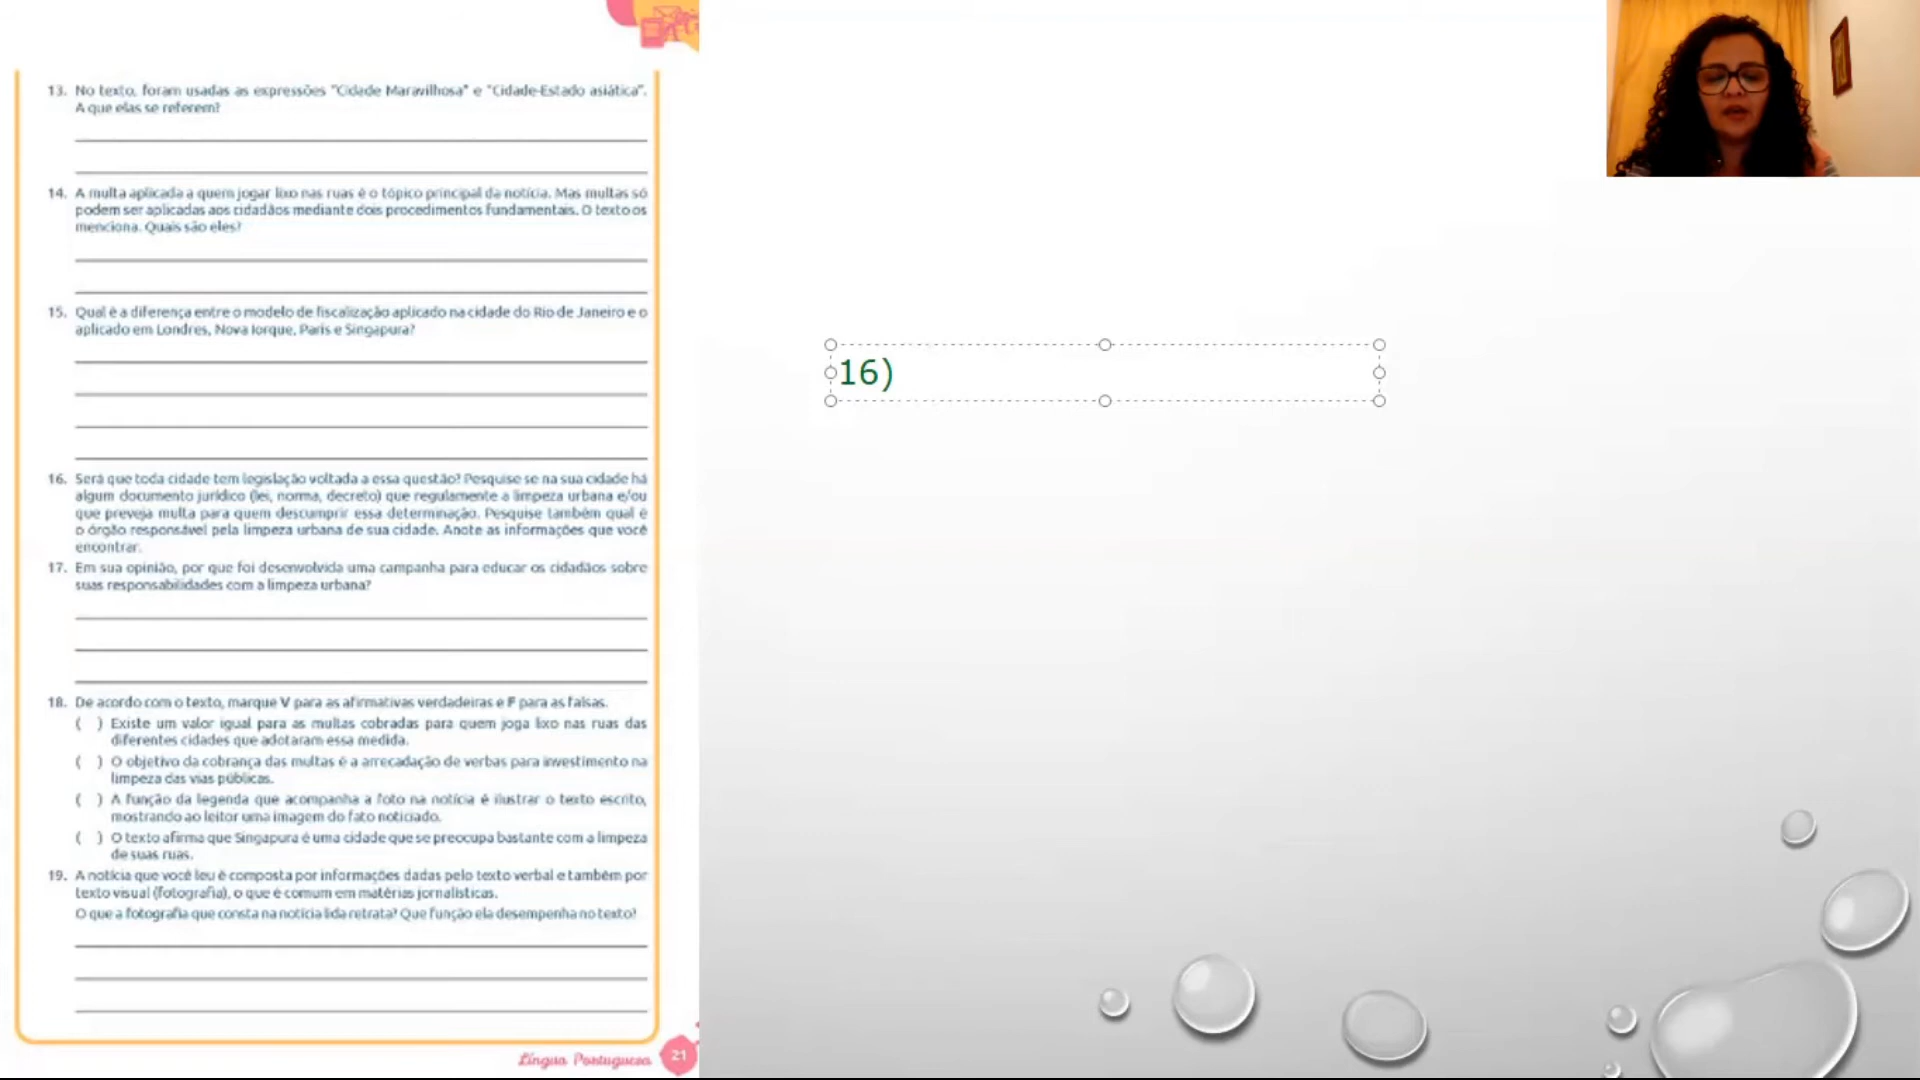 13. No texto, foram usadas as expressões "Cidade Maravilhosa" e "Cidade-Estado asiática".
A que elas se referem?
14. A multa aplicada a quem jogar lixo nas ruas é o tópico principal da notícia. Mas multas só
podem ser aplicadas aos cidadãos mediante dois procedimentos fundamentais. O texto os
menciona. Quais são eles?
15. Qual é a diferença entre o modelo de fiscalização aplicado na cidade do Rio de Janeiro e o
aplicado em Londres, Nova Iorque, Paris e Singapura?
16. Será que toda cidade tem legislação voltada a essa questão? Pesquise se na sua cidade há
algum documento jurídico (lei, norma, decreto) que regulamente a limpeza urbana e/ou
que preveja multa para quem descumprir essa determinação. Pesquise também qual é
o órgão responsável pela limpeza urbana de sua cidade. Anote as informações que você
encontrar.
17. Em sua opinião, por que foi desenvolvida uma campanha para educar os cidadãos sobre
suas responsabilidades com a limpeza urbana?
18. De acordo com o texto, marque V para as afirmativas verdadeiras e F para as falsas.
( ) Existe um valor igual para as multas cobradas para quem joga lixo nas ruas das
diferentes cidades que adotaram essa medida.
( ) O objetivo da cobrança das multas é a arrecadação de verbas para investimento na
limpeza das vias públicas.
( ) A função da legenda que acompanha a foto na notícia é ilustrar o texto escrito,
mostrando ao leitor uma imagem do fato noticiado.
( ) O texto afirma que Singapura é uma cidade que se preocupa bastante com a limpeza
de suas ruas.
19. A notícia que você leu é composta por informações dadas pelo texto verbal e também por
texto visual (fotografia), o que é comum em matérias jornalísticas.
O que a fotografia que consta na notícia lida retrata? Que função ela desempenha no texto?
Língua Portuguesa 21
16)